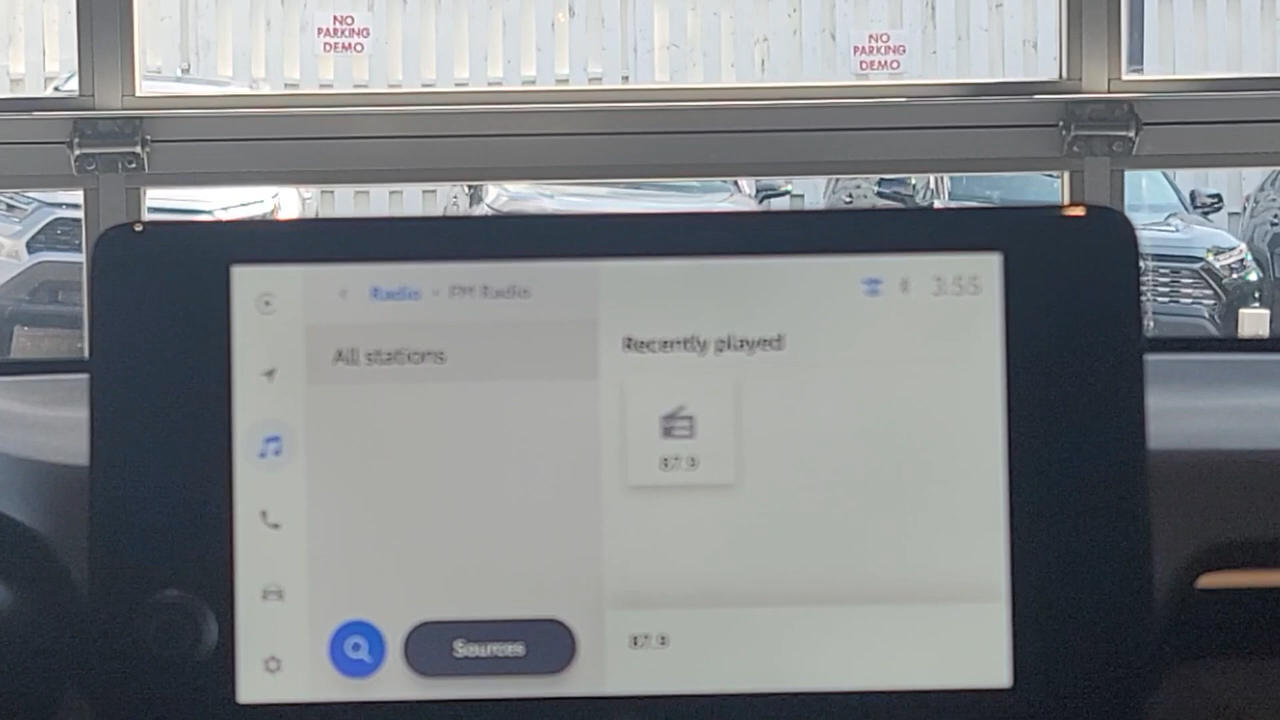 NO
PARKING
DEMO
NO
PARKING
DEMO
Radio • FM Radio
3:55
All stations
Recently played
87.9
Sources
87.9